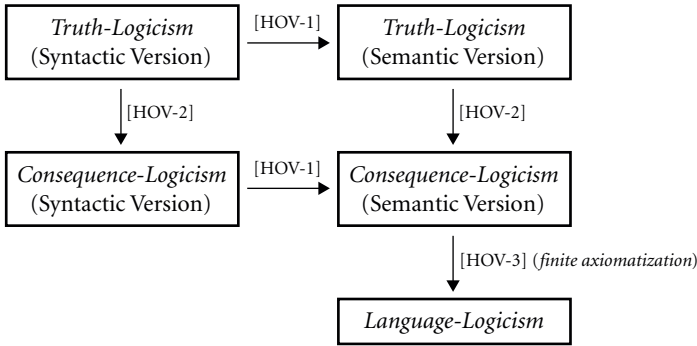 Truth-Logicism
(Syntactic Version)
[HOV-1]
Truth-Logicism
(Semantic Version)
[HOV-2]
[HOV-2]
Consequence-Logicism
(Syntactic Version)
[HOV-1]
Consequence-Logicism
(Semantic Version)
[HOV-3] (finite axiomatization)
Language-Logicism